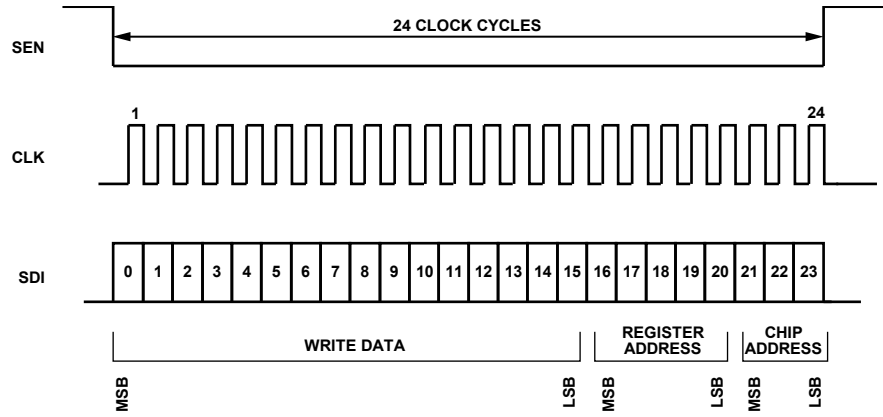 24 CLOCK CYCLES
SEN
1
24
CLK
SDI
0 1 2 3 4 5 6 7 8 9 10 11 12 13 14 15 16 17 18 19 20 21 22 23
WRITE DATA
REGISTER
ADDRESS
CHIP
ADDRESS
MSB
LSB
MSB
LSB
MSB
LSB